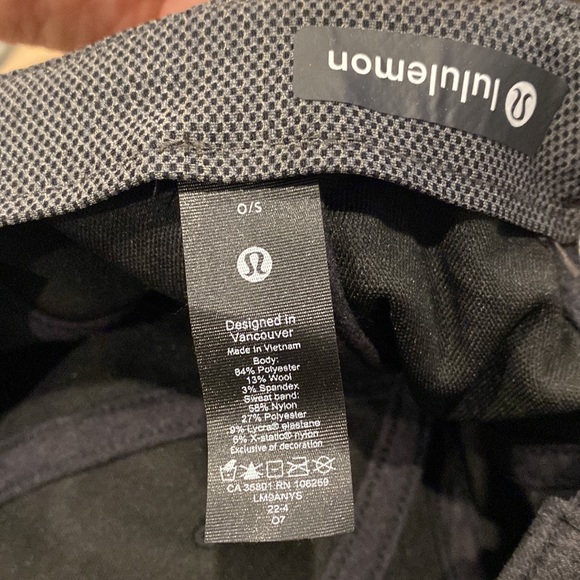 lululemon
O/S
Designed in
Vancouver
Made in Vietnam
Body:
84% Polyester
13% Wool
3% Spandex
Sweat band:
58% Nylon
27% Polyester
9% Lycra® elastane
6% X-static® nylon
Exclusive of decoration
CA 35801 RN 106259
LM9ANYS
22-4
07